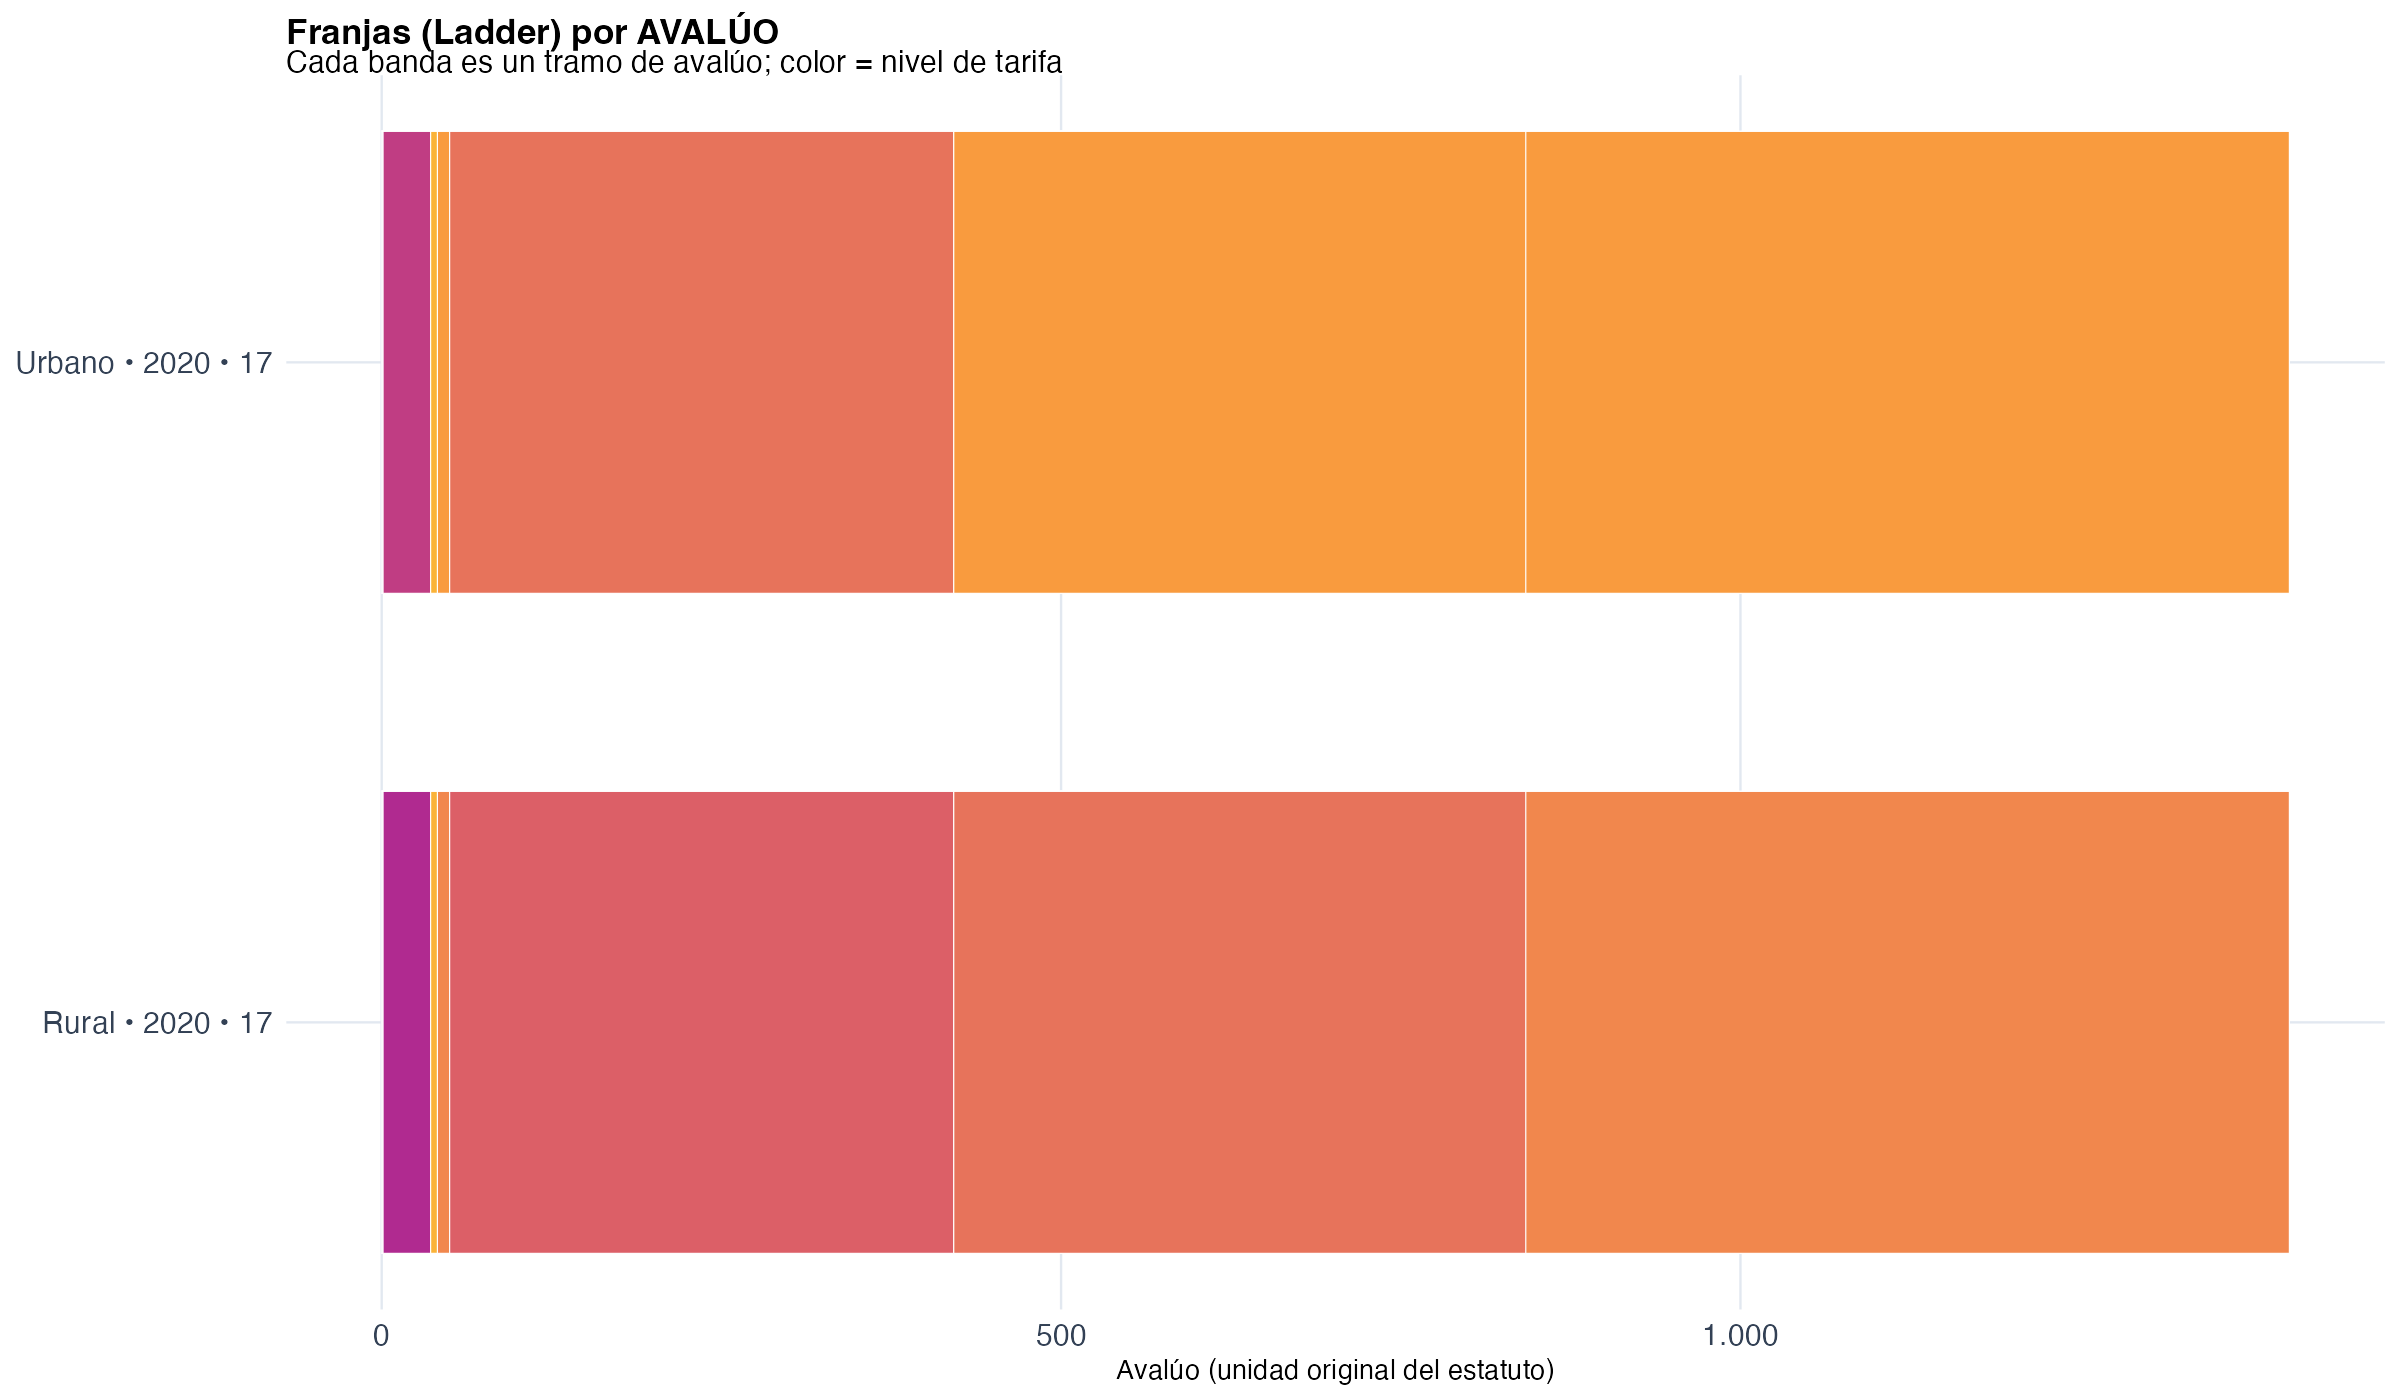 Franjas (Ladder) por AVALÚO
Cada banda es un tramo de avalúo; color = nivel de tarifa
Urbano • 2020 • 17
Rural • 2020 • 17
0
500
1.000
Avalúo (unidad original del estatuto)